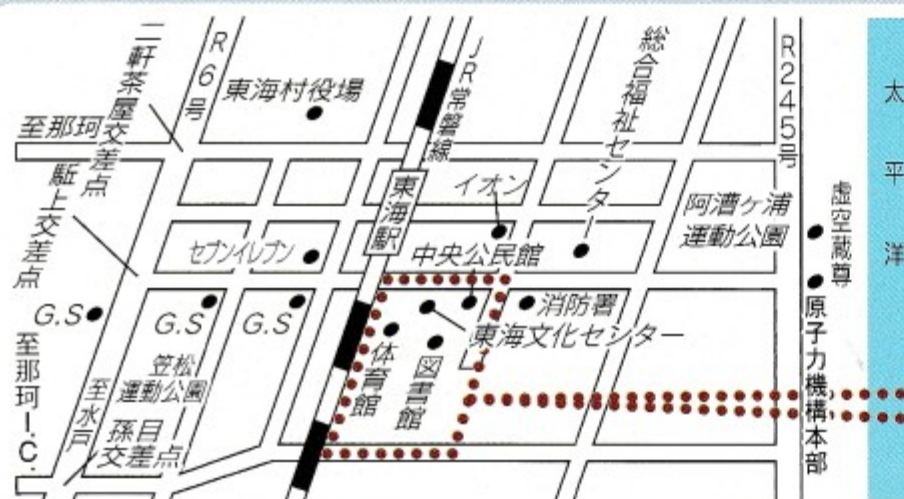 二軒茶屋交差点
R6号
東海村役場
JR常磐線
総合福祉センター
R245号
太平洋
至那珂
駈上交差点
東海駅
イオン
阿漕ヶ浦
運動公園
虚空蔵尊
セブンイレブン
中央公民館
G.S
G.S
G.S
消防署
東海文化センター
原子力機構本部
至那珂I.C.
笠松
運動公園
体育館
図書館
至水戸
孫目
交差点